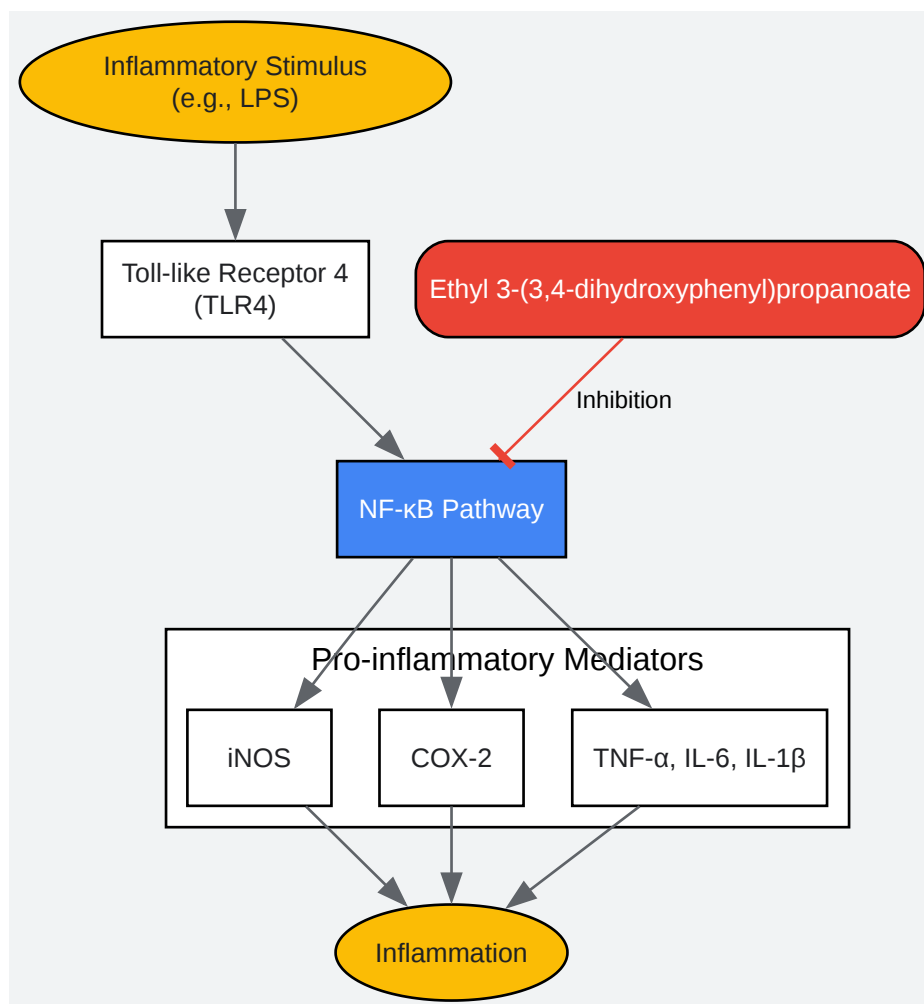 Inflammatory Stimulus
(e.g., LPS)
Toll-like Receptor 4
(TLR4)
Ethyl 3-(3,4-dihydroxyphenyl)propanoate
Inhibition
NF-κB Pathway
Pro-inflammatory Mediators
iNOS
COX-2
TNF-α, IL-6, IL-1β
Inflammation